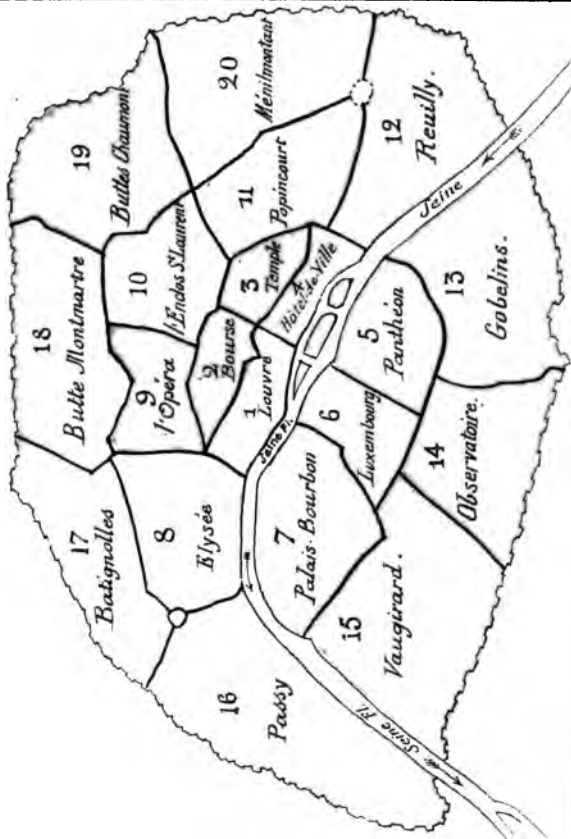 1
Louvre
2
Bourse
3
Temple
4
Hôtel-de-Ville
5
Panthéon
6
Luxembourg
7
Palais-Bourbon
8
Elysée
9
l'Opéra
10
l'Enclos St Laurent
11
Popincourt
12
Reuilly.
13
Gobelins.
14
Observatoire.
15
Vaugirard.
16
Passy
17
Batignolles
18
Butte Montmartre
19
Buttes Chaumont
20
Ménilmontant
Seine
Seine Fl.
Seine Fl.